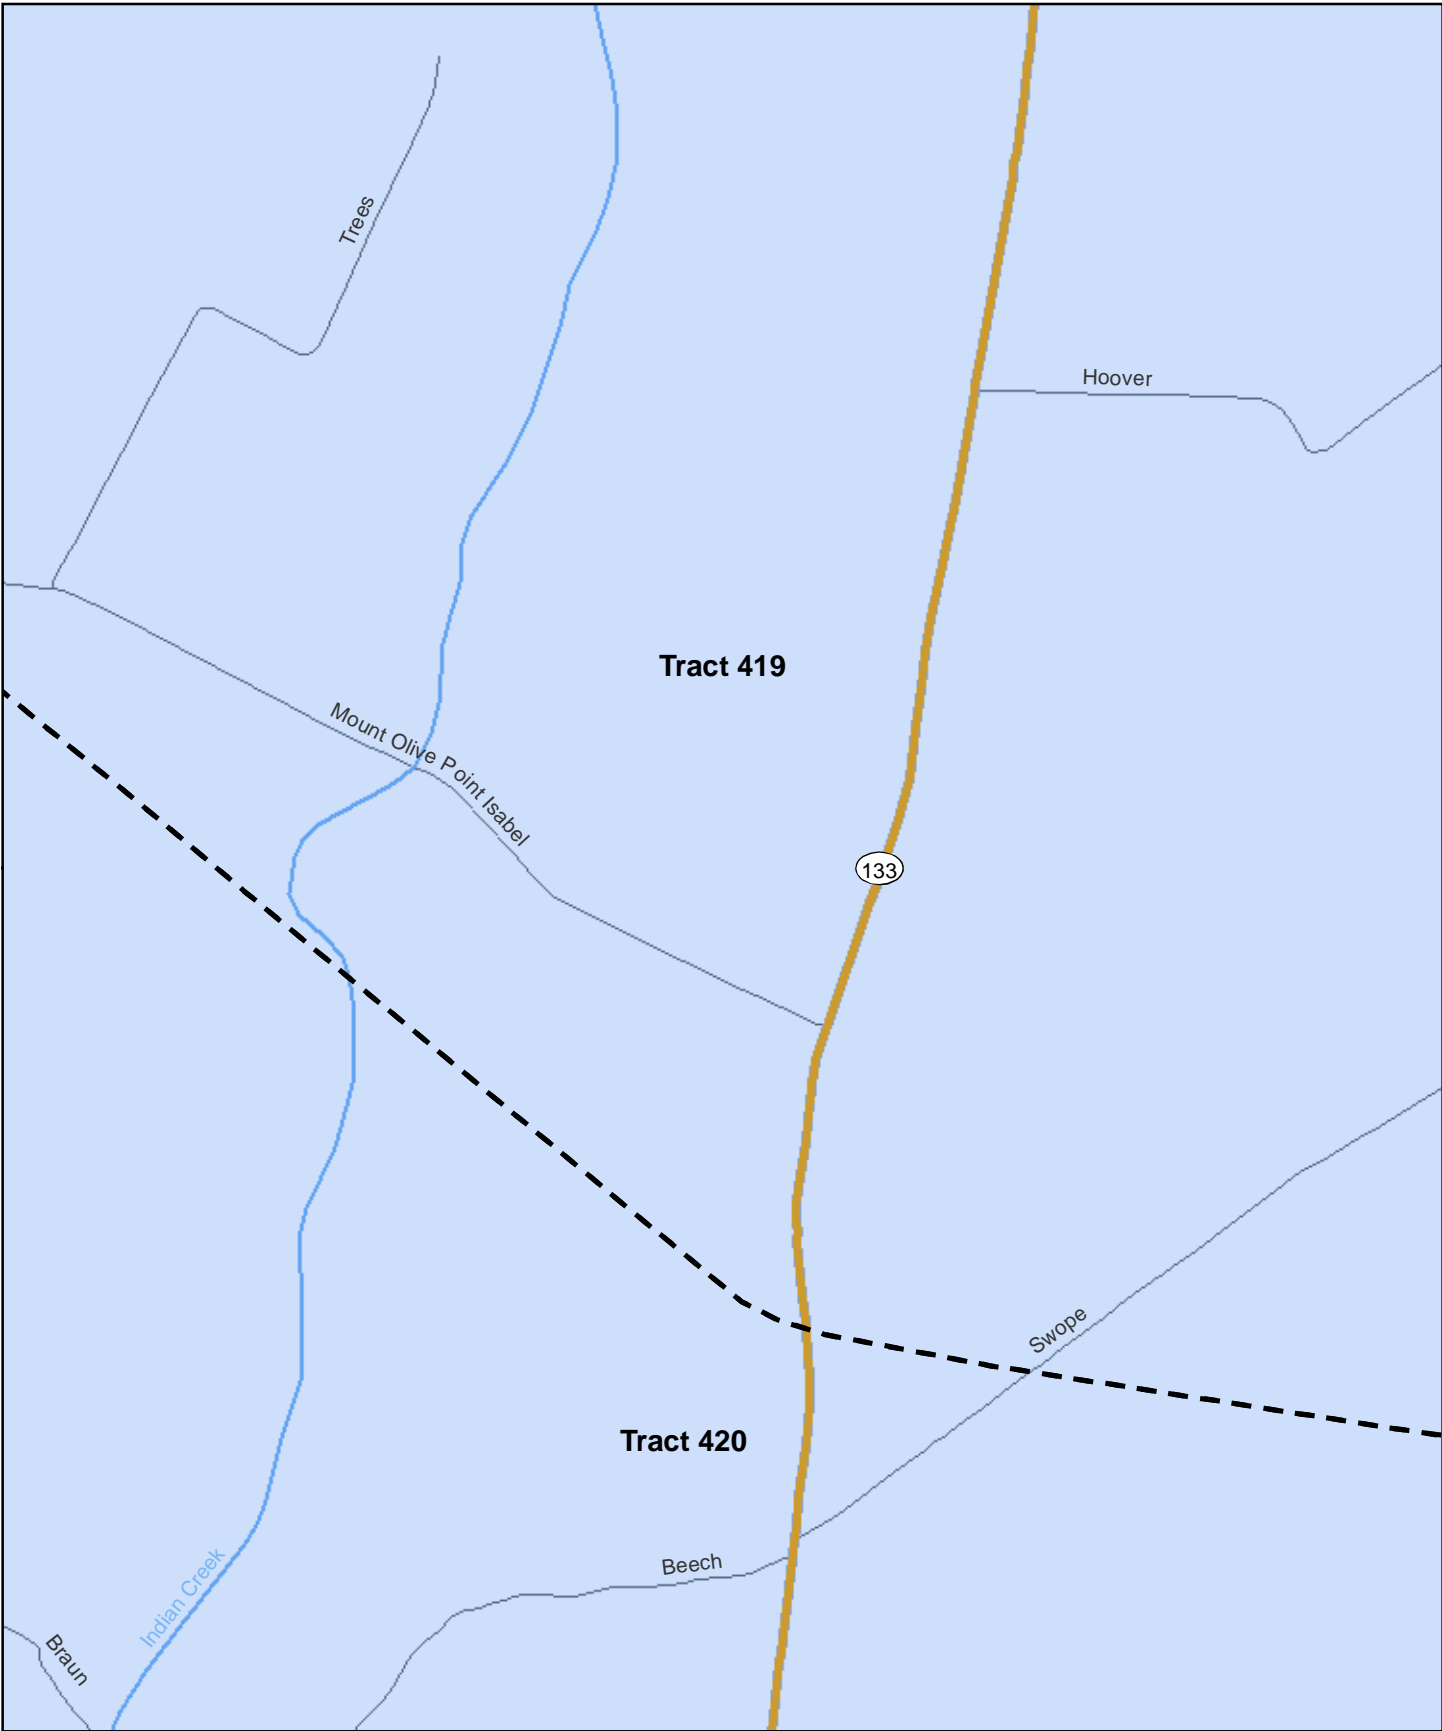 Trees
Hoover
Tract 419
Mount Olive Point Isabel
133
Swope
Tract 420
Beech
Indian Creek
Braun